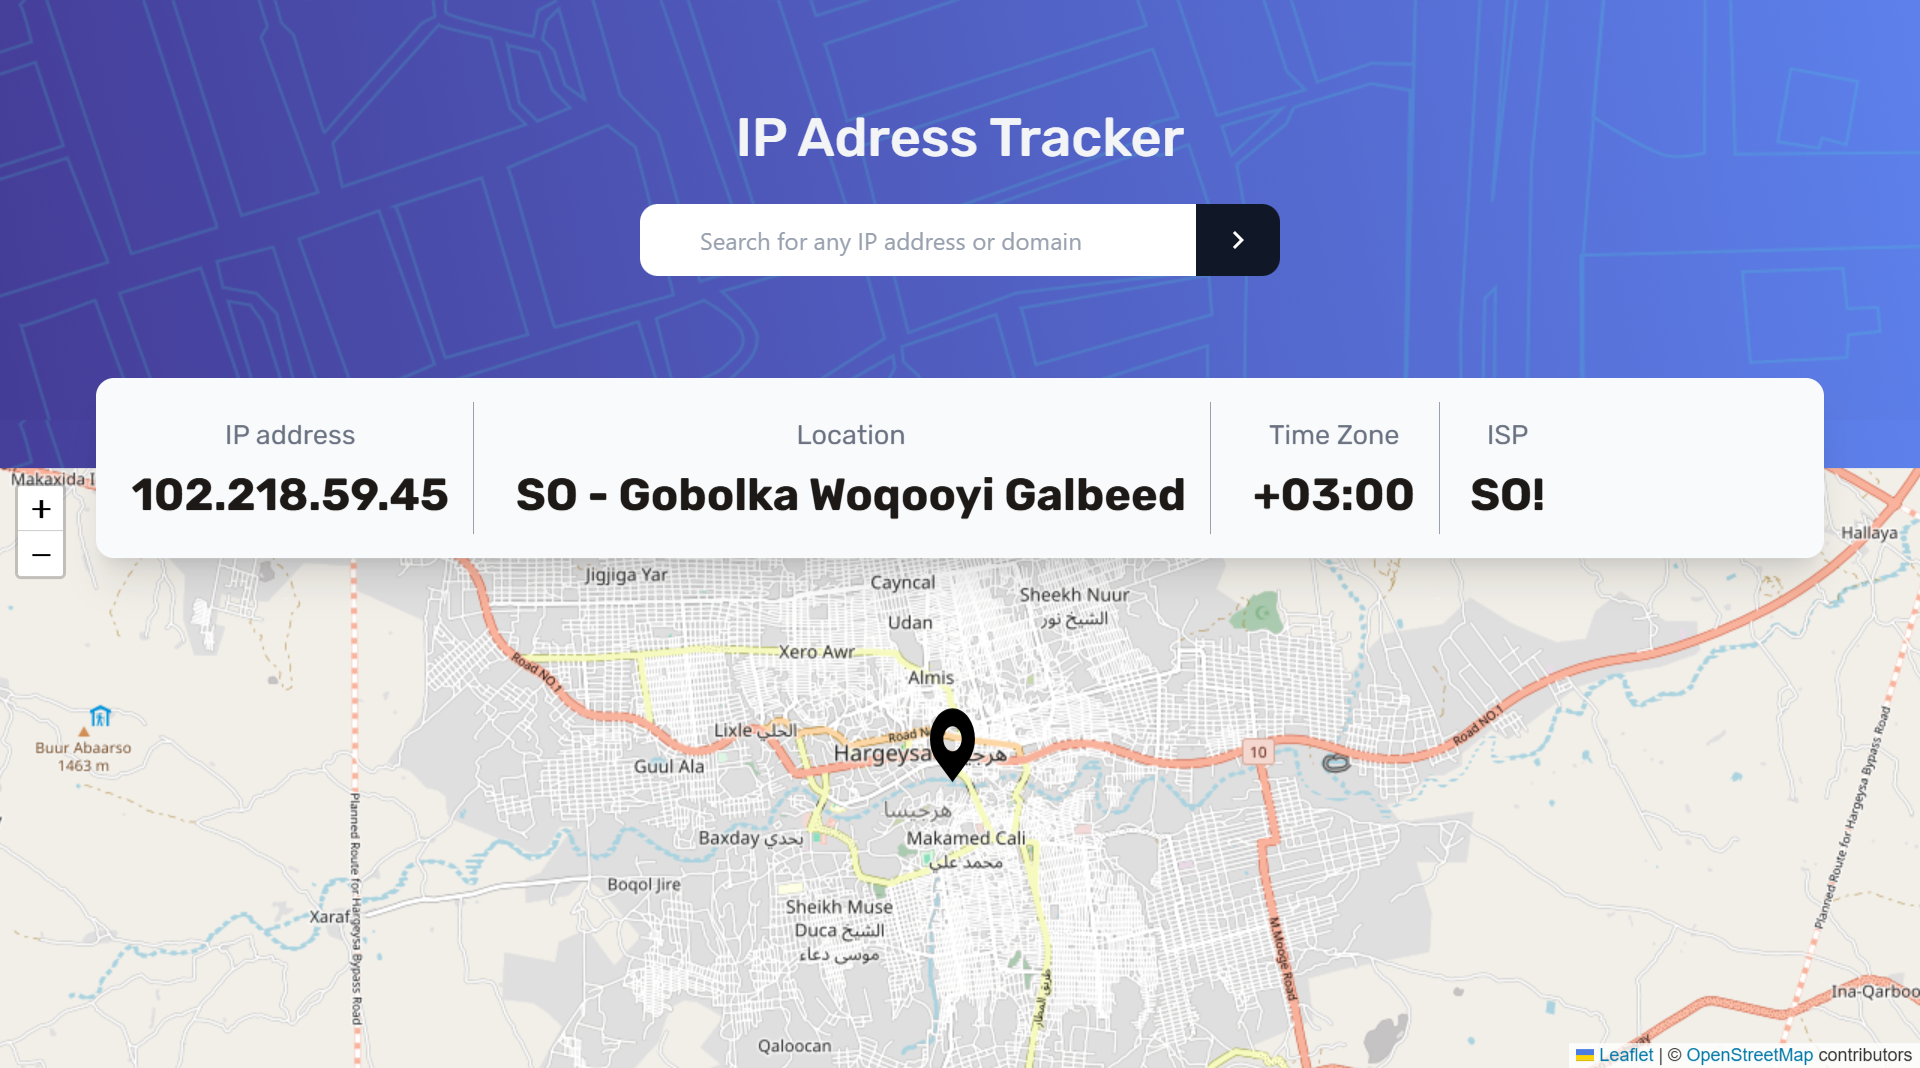 IP Adress Tracker
Search for any IP address or domain
IP address
102.218.59.45
Location
SO - Gobolka Woqooyi Galbeed
Time Zone
+03:00
ISP
SO!
Makaxida I
+
−
Hallaya
Jigjiga Yar
Cayncal
Sheekh Nuur
الشيخ نور
Udan
Xero Awr
Road NO.1
Almis
Road NO.1
Buur Abaarso
1463 m
Lixle الحلي
Road N
Hargeysa
10
Guul Ala
Planned Route for Hargeysa Bypass Road
هرجيسا
Baxday بحدي
Makamed Cali
محمد علي
Boqol Jire
Planned Route for Hargeysa Bypass Road
Sheikh Muse
Duca الشيخ
موسى دعاء
Xaraf
M.Mooge Road
طريق المطار
Ina-Qarboo
Qaloocan
Leaflet | © OpenStreetMap contributors